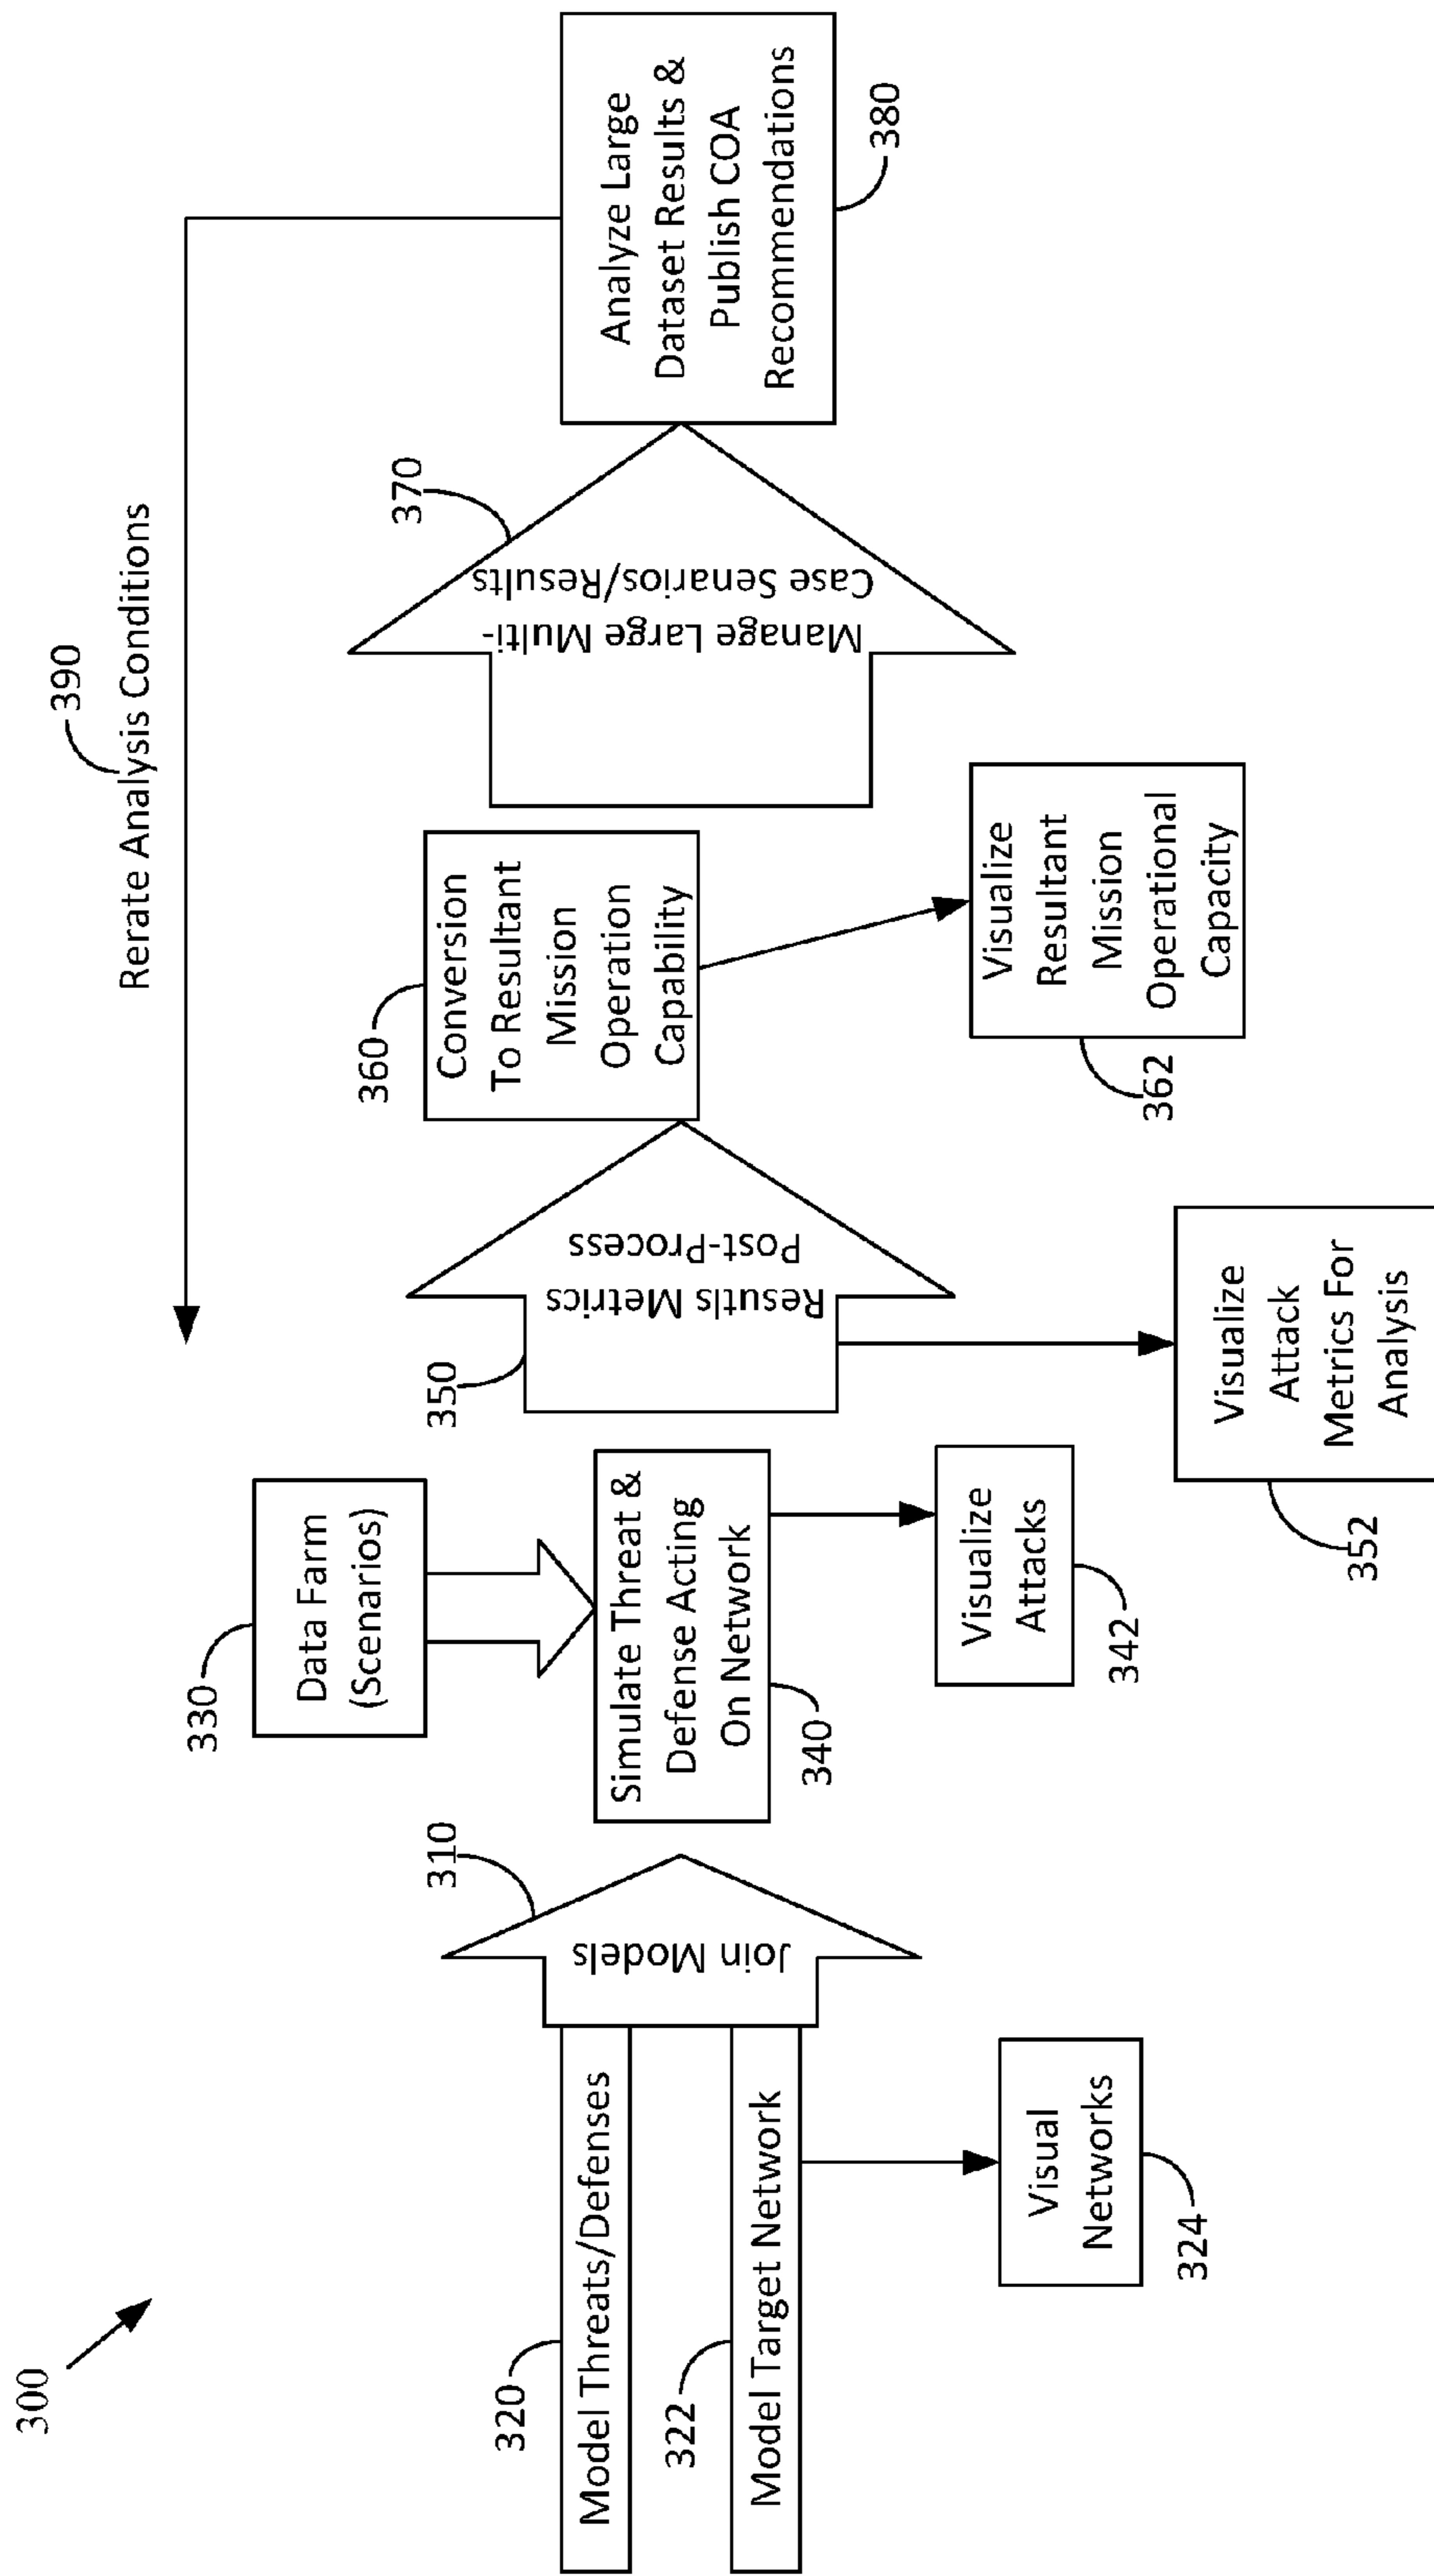 300
390
Rerate Analysis Conditions
320
Model Threats/Defenses
322
Model Target Network
Visual
Networks
324
310
Join Models
330
Data Farm
(Scenarios)
Simulate Threat &
Defense Acting
On Network
340
Visualize
Attacks
342
350
Resutls Metrics
Post-Process
Visualize
Attack
Metrics For
Analysis
352
360
Conversion
To Resultant
Mission
Operation
Capability
Visualize
Resultant
Mission
Operational
Capacity
362
370
Manage Large Multi-
Case Senarios/Results
Analyze Large
Dataset Results &
Publish COA
Recommendations
380